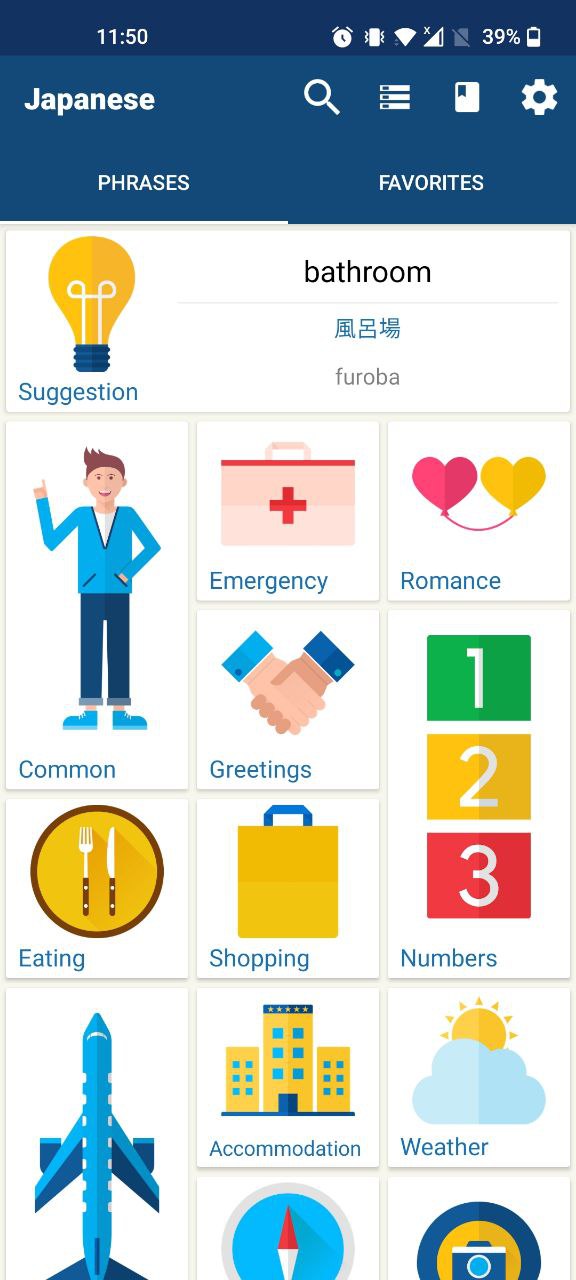 11:50
x
39%
Japanese
PHRASES
FAVORITES
bathroom
風呂場
furoba
Suggestion
Common
Emergency
Romance
Greetings
1
2
3
Numbers
Eating
Shopping
Accommodation
Weather